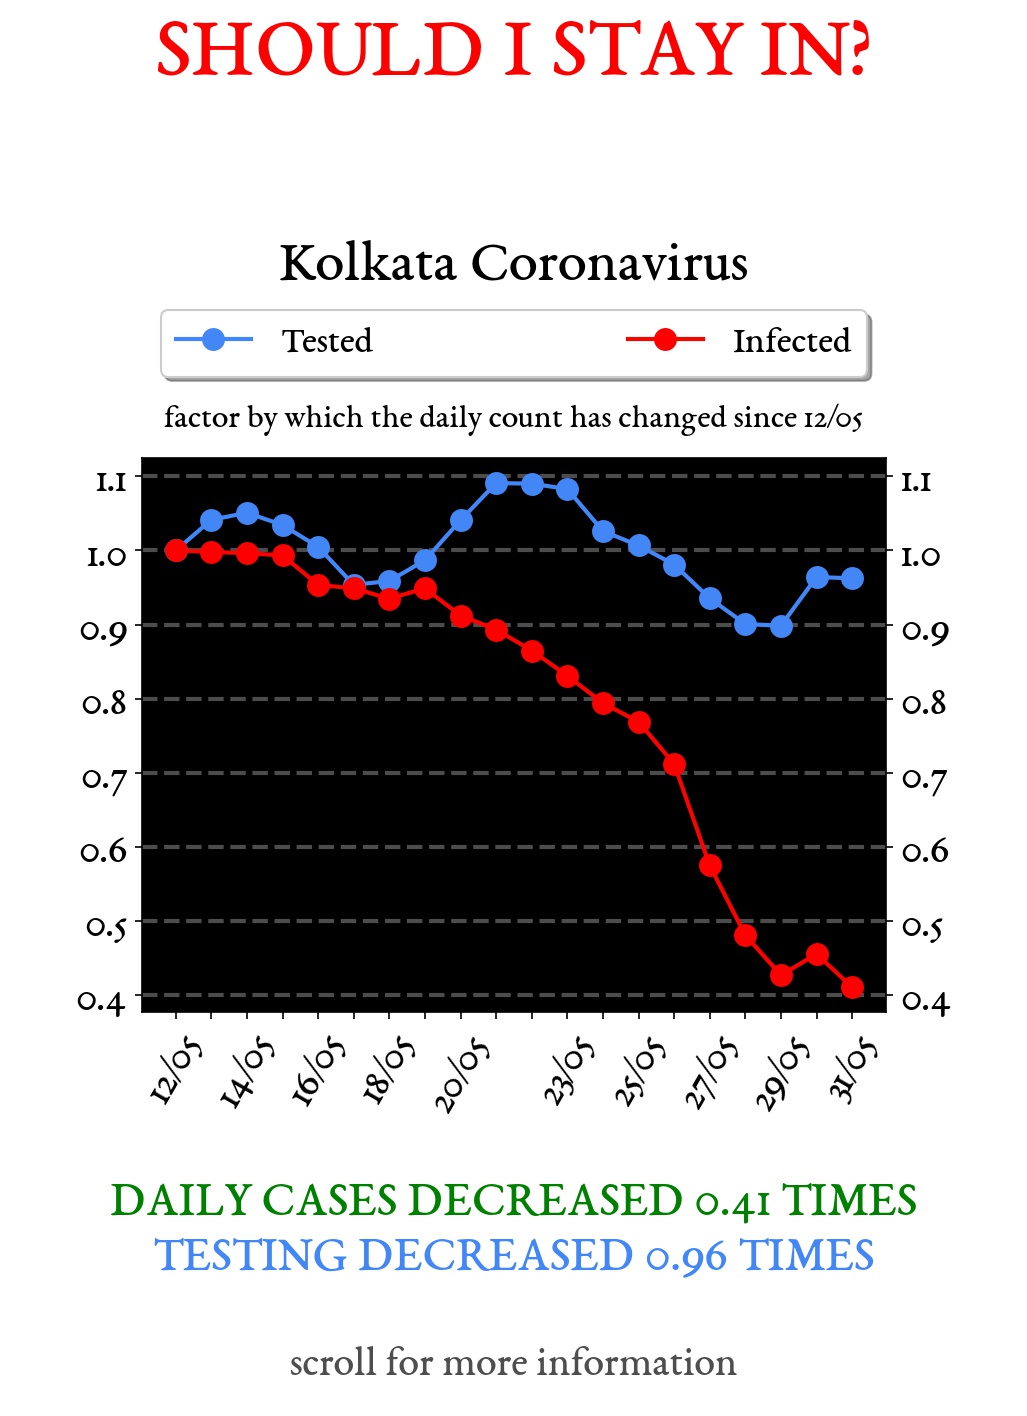 SHOULD I STAY IN?
Kolkata Coronavirus
Tested Infected
factor by which the daily count has changed since 12/05
1.1 1.1
1.0 1.0
0.9 0.9
0.8 0.8
0.7 0.7
0.6 0.6
0.5 0.5
0.4 0.4
12/05 14/05 16/05 18/05 20/05 23/05 25/05 27/05 29/05 31/05
DAILY CASES DECREASED 0.41 TIMES
TESTING DECREASED 0.96 TIMES
scroll for more information